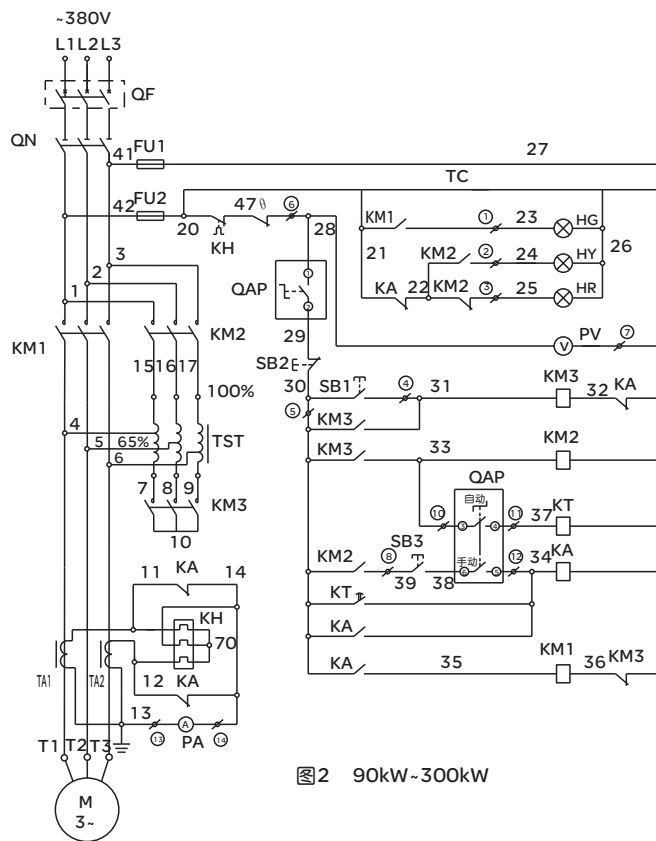 ~380V
L1 L2 L3
QF
QN
41 FU1
27
TC
42 FU2
20
KH
47
⑥
28
KM1
①
23
HG
21
KM2
②
24
HY
26
KA
22
KM2
③
25
HR
3
2
1
QAP
①
②
29
V
PV
⑦
KM1
15 16 17
KM2
SB2
30
100%
SB1
④
31
KM3
32
KA
⑤
KM3
4
5
65%
6
TST
KM3
33
KM2
7 8 9
KM3
10
QAP
自动
⑩
③
④
⑪
37
KT
KM2
⑧
SB3
39
38
手动
⑥
⑤
⑫
34
KA
11
KA
14
KT
KH
70
KA
TA1
TA2
12
KA
KA
35
KM1
36
KM3
13
⑬
A
PA
⑭
T1 T2 T3
M
3~
图2 90kW~300kW